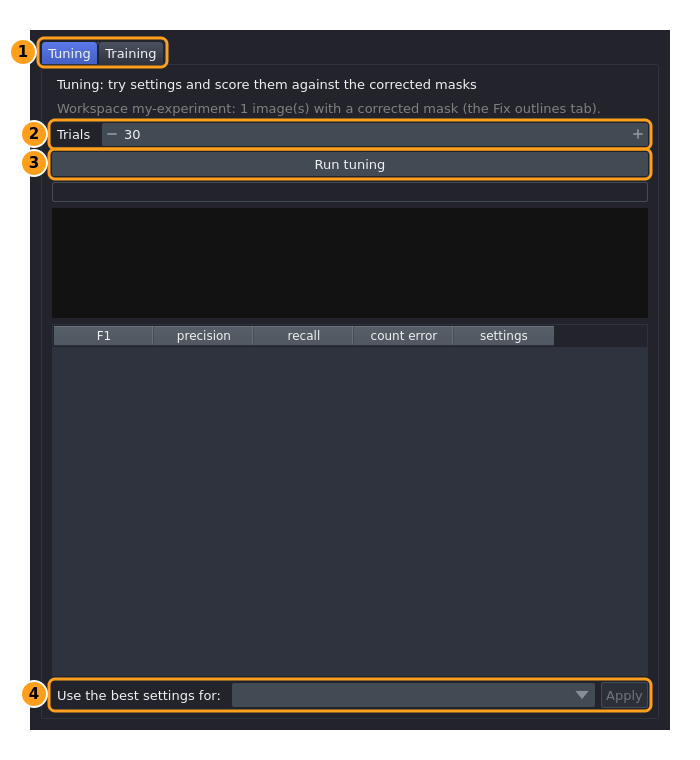 1 Tuning Training
Tuning: try settings and score them against the corrected masks
Workspace my-experiment: 1 image(s) with a corrected mask (the Fix outlines tab).
2 Trials − 30 +
3 Run tuning
F1 precision recall count error settings
4 Use the best settings for: Apply